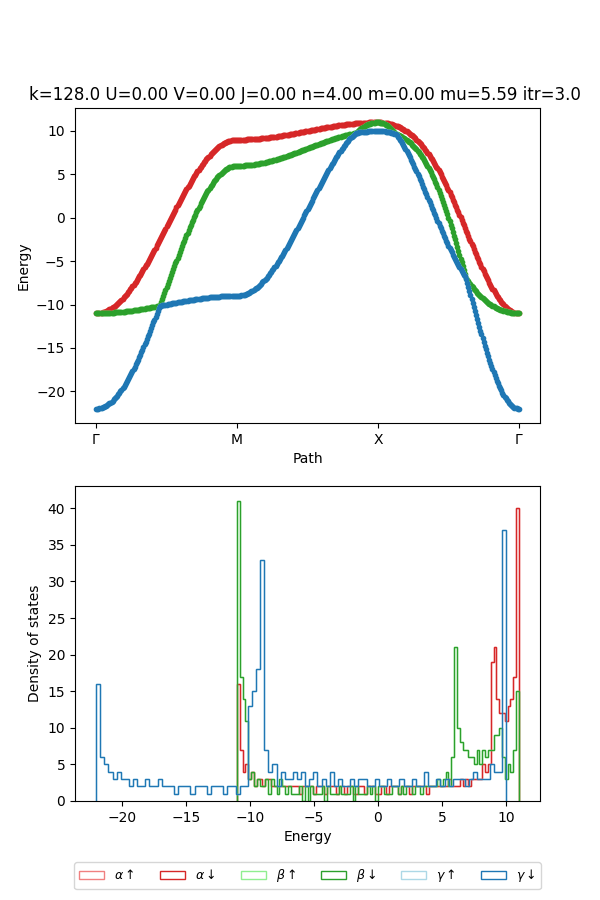 k=128.0 U=0.00 V=0.00 J=0.00 n=4.00 m=0.00 mu=5.59 itr=3.0
10
5
0
−5
−10
−15
−20
Energy
Γ M X Γ
Path
40
35
30
25
20
15
10
5
0
Density of states
−20 −15 −10 −5 0 5 10
Energy
α↑ α↓ β↑ β↓ γ↑ γ↓